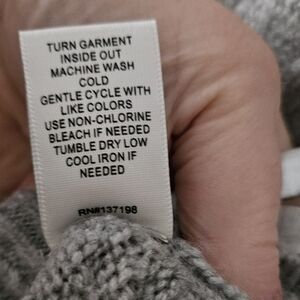 TURN GARMENT
INSIDE OUT
MACHINE WASH
COLD
GENTLE CYCLE WITH
LIKE COLORS
USE NON-CHLORINE
BLEACH IF NEEDED
TUMBLE DRY LOW
COOL IRON IF
NEEDED
RN#137198